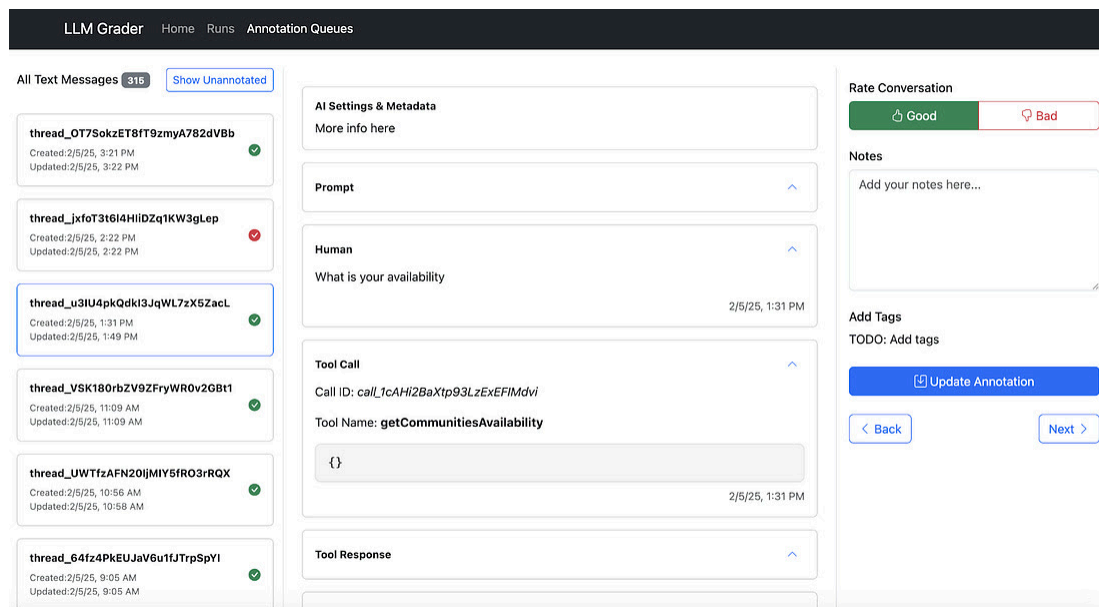 LLM Grader Home Runs Annotation Queues
All Text Messages 315 Show Unannotated
thread_OT7SokzET8fT9zmyA782dVBb
Created:2/5/25, 3:21 PM
Updated:2/5/25, 3:22 PM
thread_jxfoT3t6I4HIiDZq1KW3gLep
Created:2/5/25, 2:22 PM
Updated:2/5/25, 2:22 PM
thread_u3IU4pkQdkI3JqWL7zX5ZacL
Created:2/5/25, 1:31 PM
Updated:2/5/25, 1:49 PM
thread_VSK180rbZV9ZFryWR0v2GBt1
Created:2/5/25, 11:09 AM
Updated:2/5/25, 11:09 AM
thread_UWTfzAFN20IjMIY5fRO3rRQX
Created:2/5/25, 10:56 AM
Updated:2/5/25, 10:58 AM
thread_64fz4PkEUJaV6u1fJTrpSpYI
Created:2/5/25, 9:05 AM
Updated:2/5/25, 9:05 AM
AI Settings & Metadata
More info here
Prompt
Human
What is your availability
2/5/25, 1:31 PM
Tool Call
Call ID: call_1cAHi2BaXtp93LzExEFIMdvi
Tool Name: getCommunitiesAvailability
{}
2/5/25, 1:31 PM
Tool Response
Rate Conversation
Good Bad
Notes
Add your notes here...
Add Tags
TODO: Add tags
Update Annotation
Back Next